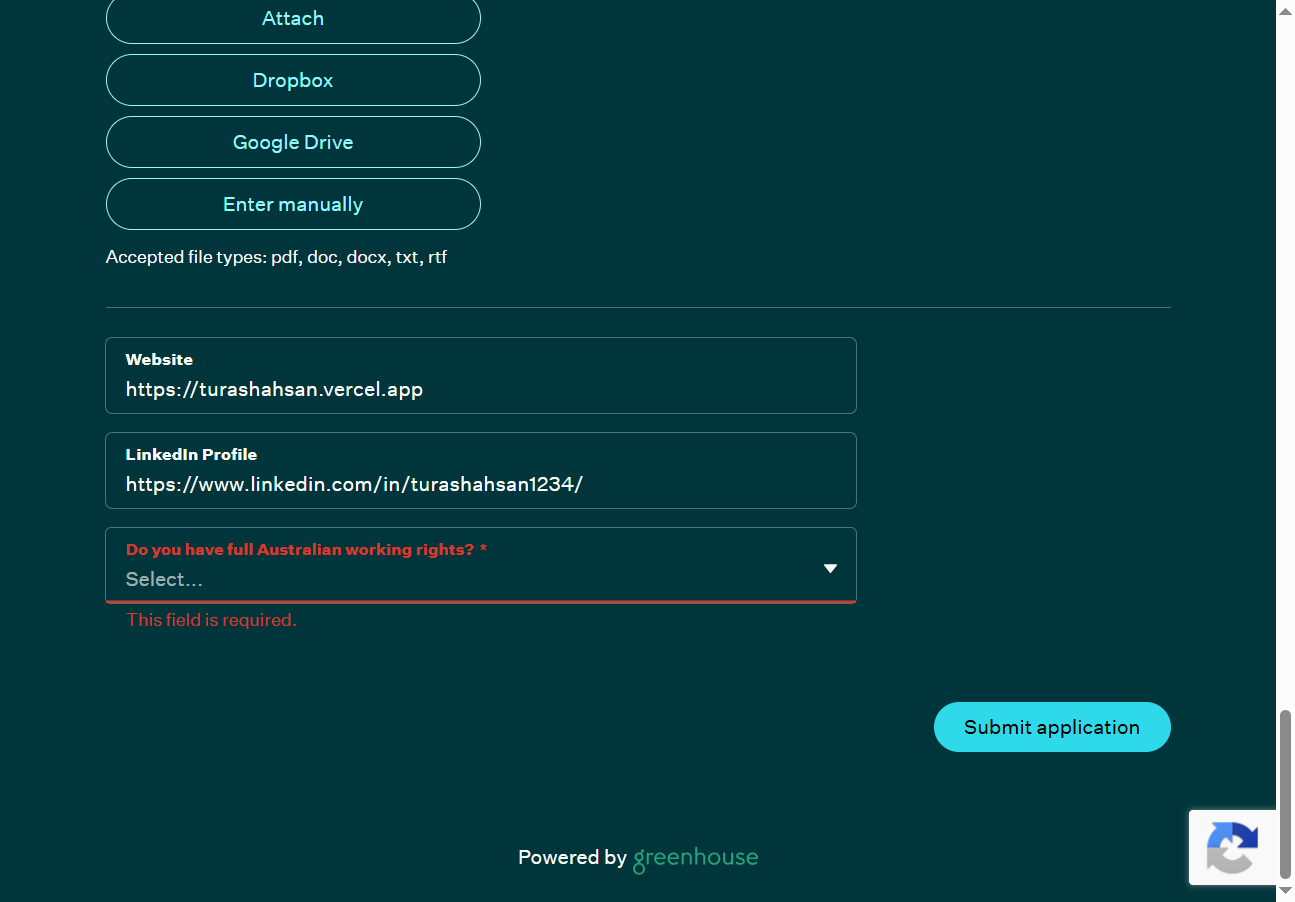 Attach
Dropbox
Google Drive
Enter manually
Accepted file types: pdf, doc, docx, txt, rtf
Website
https://turashahsan.vercel.app
LinkedIn Profile
https://www.linkedin.com/in/turashahsan1234/
Do you have full Australian working rights? *
Select...
This field is required.
Submit application
Powered by greenhouse